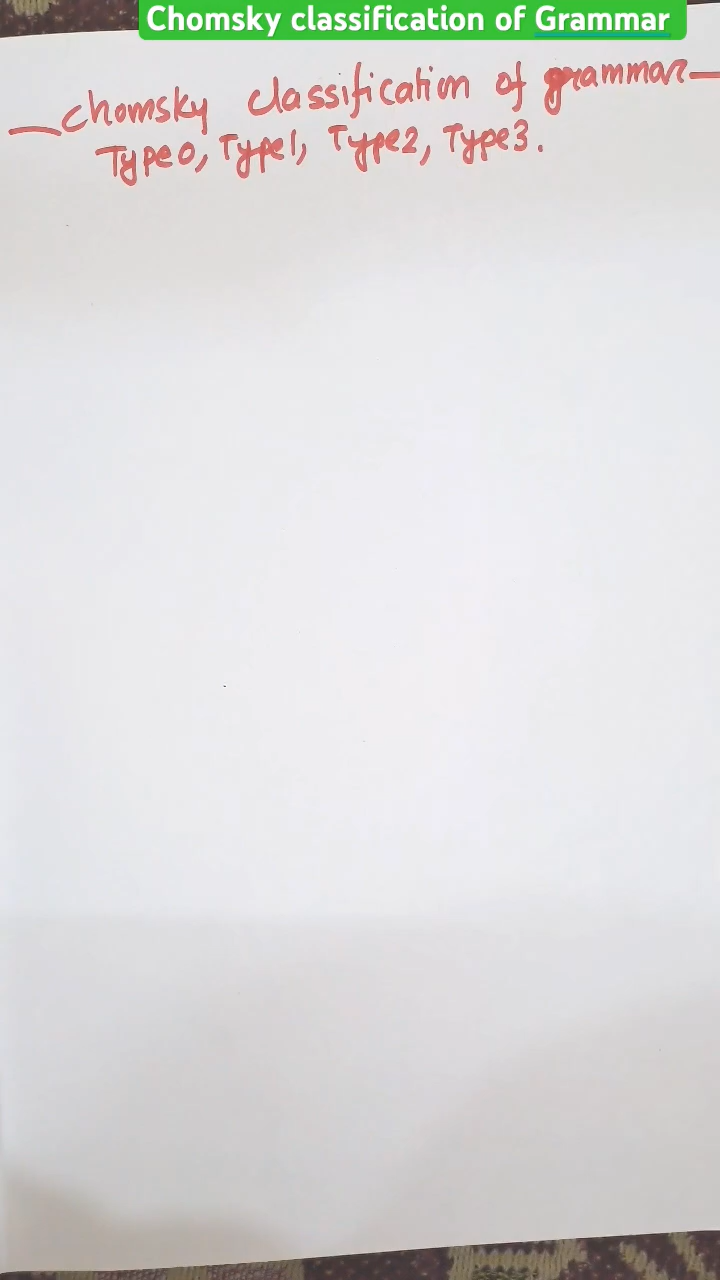 Chomsky classification of Grammar
Chomsky classification of grammar
Type0, Type1, Type2, Type3.